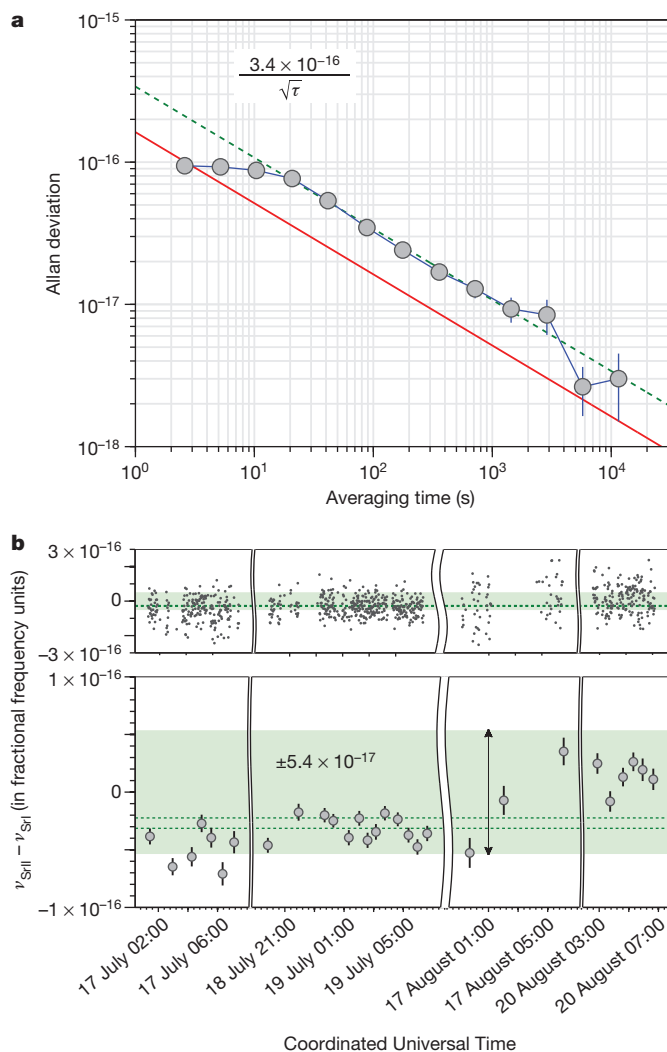 a
10⁻¹⁵
3.4 × 10⁻¹⁶
√τ
10⁻¹⁶
Allan deviation
10⁻¹⁷
10⁻¹⁸
10⁰ 10¹ 10² 10³ 10⁴
Averaging time (s)
b
3 × 10⁻¹⁶
0
−3 × 10⁻¹⁶
1 × 10⁻¹⁶
±5.4 × 10⁻¹⁷
0
−1 × 10⁻¹⁶
νSrII − νSrI (in fractional frequency units)
17 July 02:00
17 July 06:00
18 July 21:00
19 July 01:00
19 July 05:00
17 August 01:00
17 August 05:00
20 August 03:00
20 August 07:00
Coordinated Universal Time